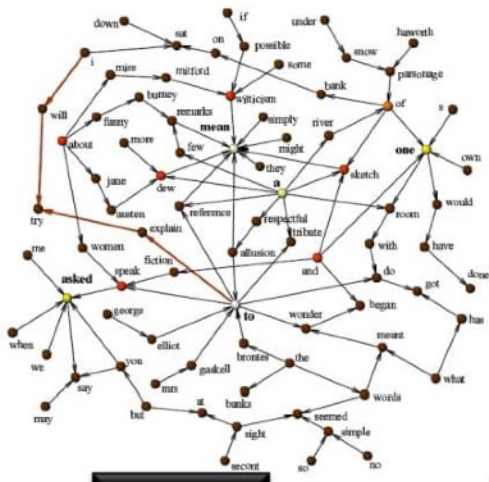 if
down
under
haworth
sat
on
possible
snow
i
some
parsonage
miss
mitford
bank
witticism
burney
will
remarks
simply
of
river
s
about
fanny
more
mean
might
one
few
they
sketch
own
jane
dew
a
would
try
austen
reference
respectful
room
explain
tribute
have
women
allusion
with
me
fiction
and
done
asked
speak
do
got
to
began
george
wonder
has
when
elliot
meant
we
brontes
you
gaskell
the
say
mrs
what
bunks
words
may
but
at
seemed
sight
simple
secont
so
no